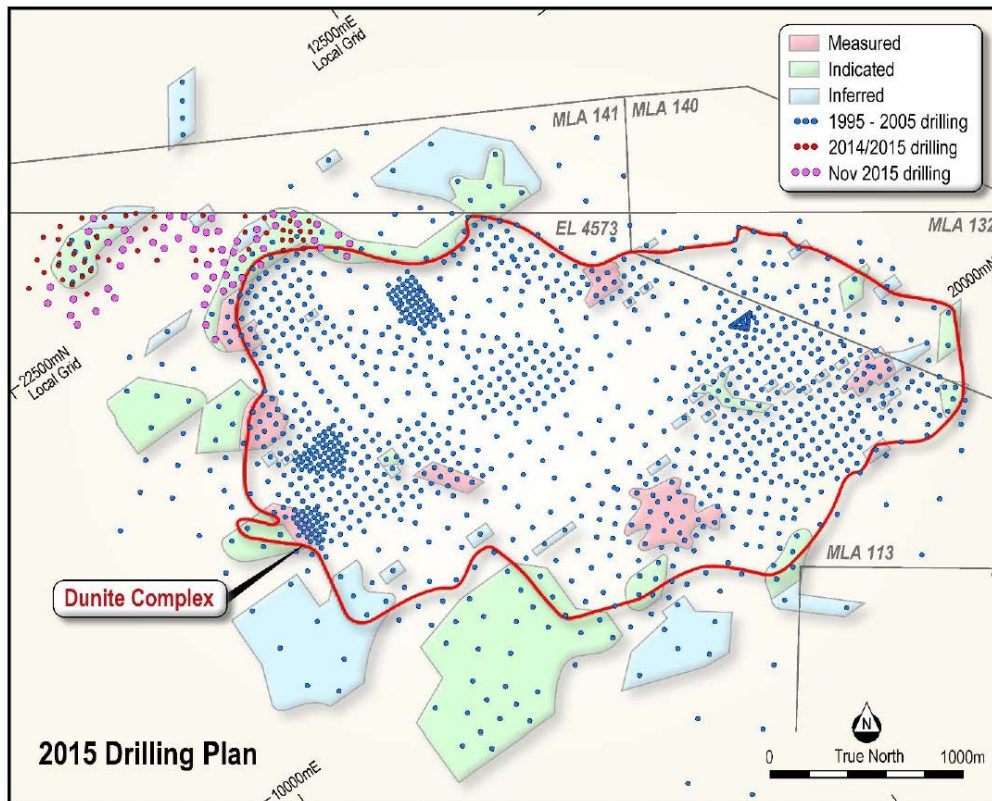 12500mE
Local Grid
Measured
Indicated
Inferred
1995 - 2005 drilling
2014/2015 drilling
Nov 2015 drilling
MLA 141
MLA 140
EL 4573
MLA 132
20000mN
22500mN
Local Grid
MLA 113
Dunite Complex
2015 Drilling Plan
10000mE
N
True North
0
1000m